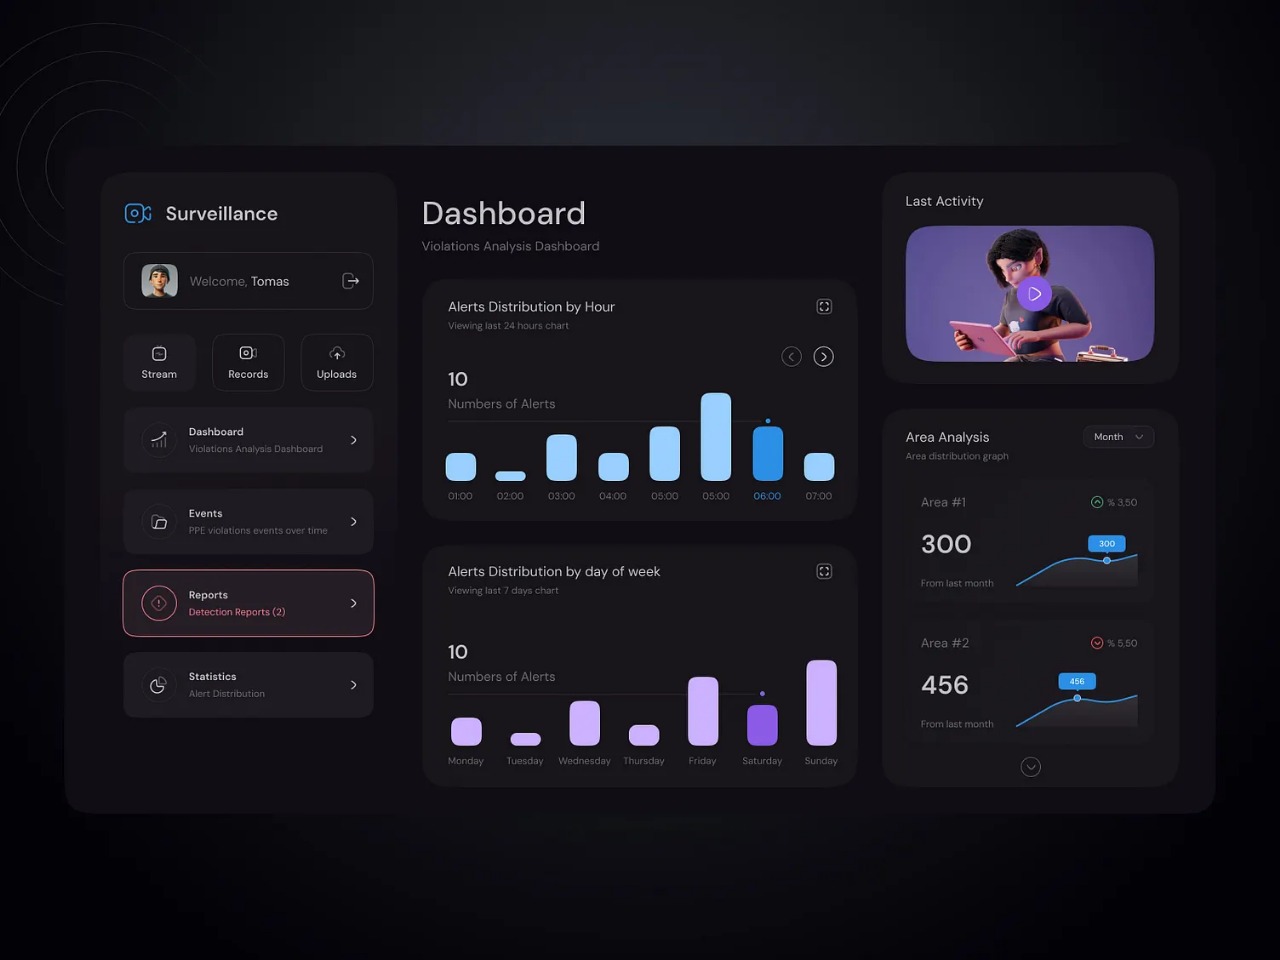 Surveillance
Welcome, Tomas
Stream
Records
Uploads
Dashboard
Violations Analysis Dashboard
Events
PPE violations events over time
Reports
Detection Reports (2)
Statistics
Alert Distribution
Dashboard
Violations Analysis Dashboard
Alerts Distribution by Hour
Viewing last 24 hours chart
10
Numbers of Alerts
01:00 02:00 03:00 04:00 05:00 05:00 06:00 07:00
Alerts Distribution by day of week
Viewing last 7 days chart
10
Numbers of Alerts
Monday Tuesday Wednesday Thursday Friday Saturday Sunday
Last Activity
Area Analysis
Month
Area distribution graph
Area #1
% 3,50
300
300
From last month
Area #2
% 5,50
456
456
From last month